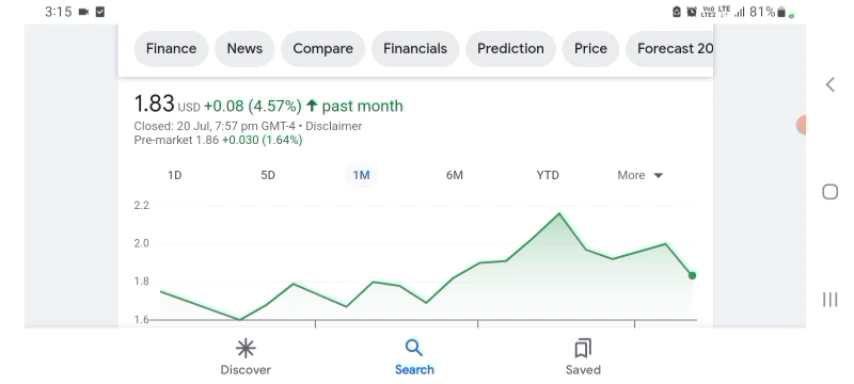 3:15 81%
Finance News Compare Financials Prediction Price Forecast 20
1.83 USD +0.08 (4.57%) ↑ past month
Closed: 20 Jul, 7:57 pm GMT-4 • Disclaimer
Pre-market 1.86 +0.030 (1.64%)
1D 5D 1M 6M YTD More
2.2
2.0
1.8
1.6
Discover Search Saved